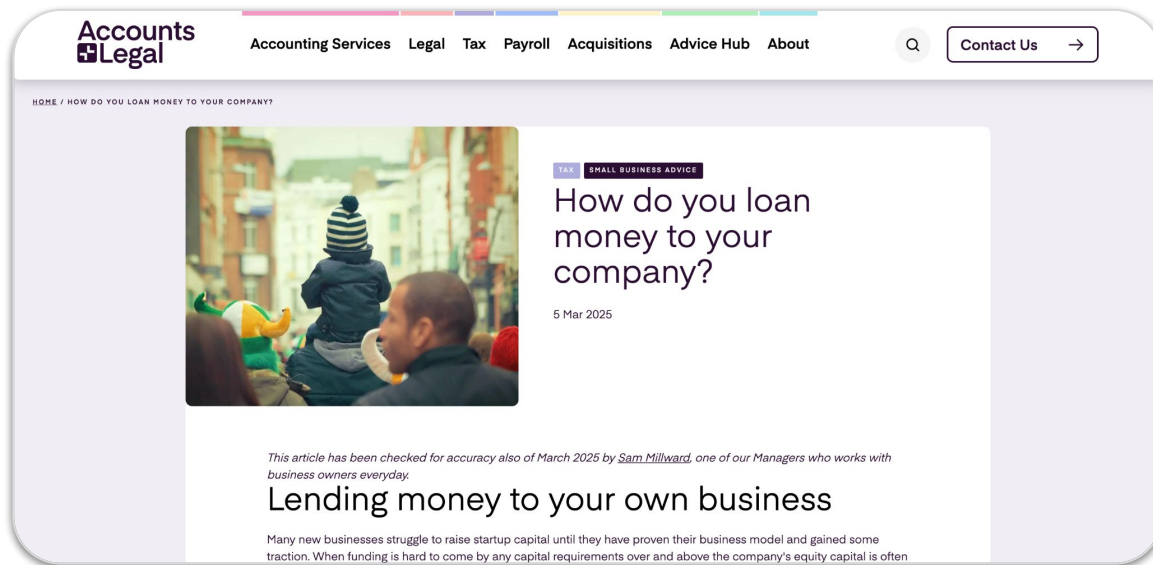 Accounts
+Legal
Accounting Services Legal Tax Payroll Acquisitions Advice Hub About
Contact Us →
HOME / HOW DO YOU LOAN MONEY TO YOUR COMPANY?
TAX SMALL BUSINESS ADVICE
How do you loan
money to your
company?
5 Mar 2025
This article has been checked for accuracy also of March 2025 by Sam Millward, one of our Managers who works with
business owners everyday.
Lending money to your own business
Many new businesses struggle to raise startup capital until they have proven their business model and gained some
traction. When funding is hard to come by any capital requirements over and above the company's equity capital is often